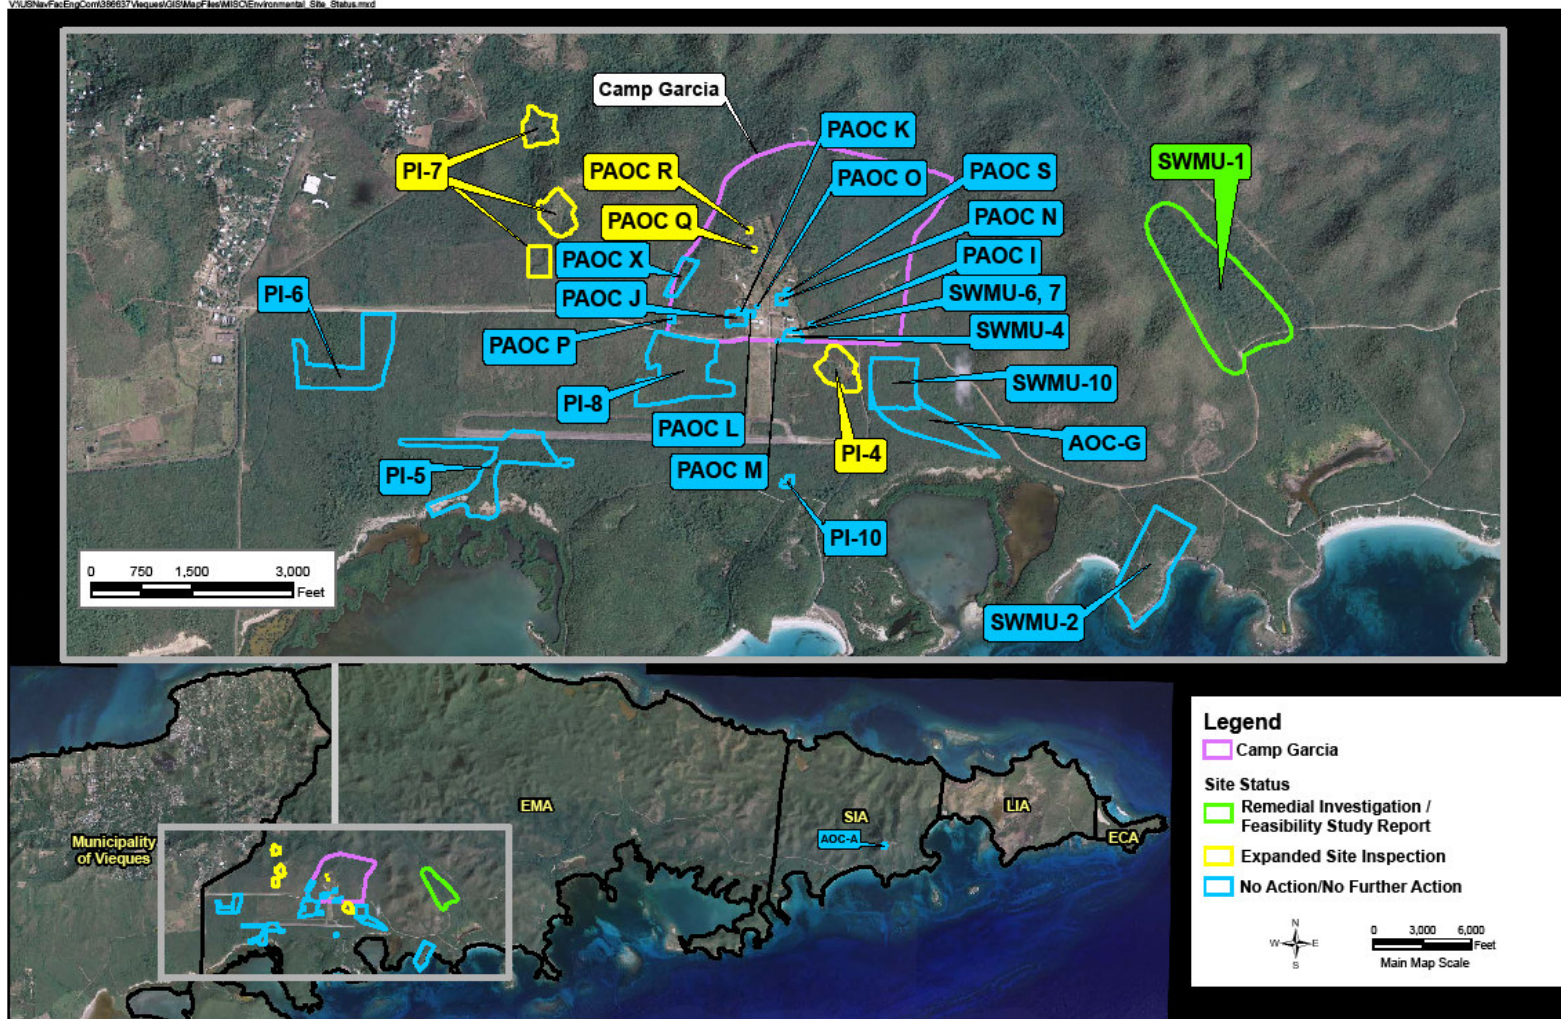 V:\USNavFacEngCom\386637Vieques\GIS\MapFiles\MISC\Environmental_Site_Status.mxd
Camp Garcia
PAOC K
PI-7
PAOC R
PAOC O
PAOC S
SWMU-1
PAOC Q
PAOC N
PAOC X
PAOC I
PI-6
PAOC J
SWMU-6, 7
PAOC P
SWMU-4
PI-8
SWMU-10
PAOC L
AOC-G
PI-4
PI-5
PAOC M
PI-10
SWMU-2
0 750 1,500 3,000
Feet
EMA
SIA
LIA
ECA
AOC-A
Municipality
of Vieques
Legend
Camp Garcia
Site Status
Remedial Investigation /
Feasibility Study Report
Expanded Site Inspection
No Action/No Further Action
N
W E
S
0 3,000 6,000
Feet
Main Map Scale